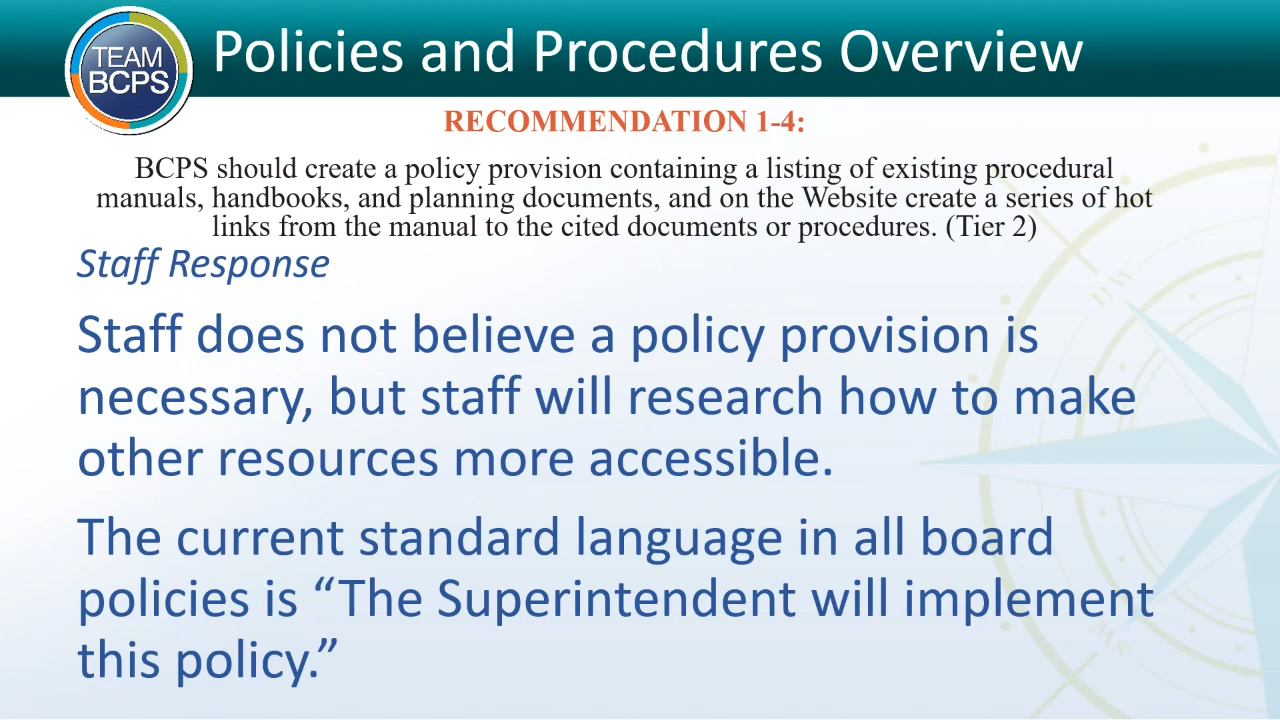 TEAM
BCPS
Policies and Procedures Overview
RECOMMENDATION 1-4:
BCPS should create a policy provision containing a listing of existing procedural
manuals, handbooks, and planning documents, and on the Website create a series of hot
links from the manual to the cited documents or procedures. (Tier 2)
Staff Response
Staff does not believe a policy provision is
necessary, but staff will research how to make
other resources more accessible.
The current standard language in all board
policies is “The Superintendent will implement
this policy.”
NW
SW